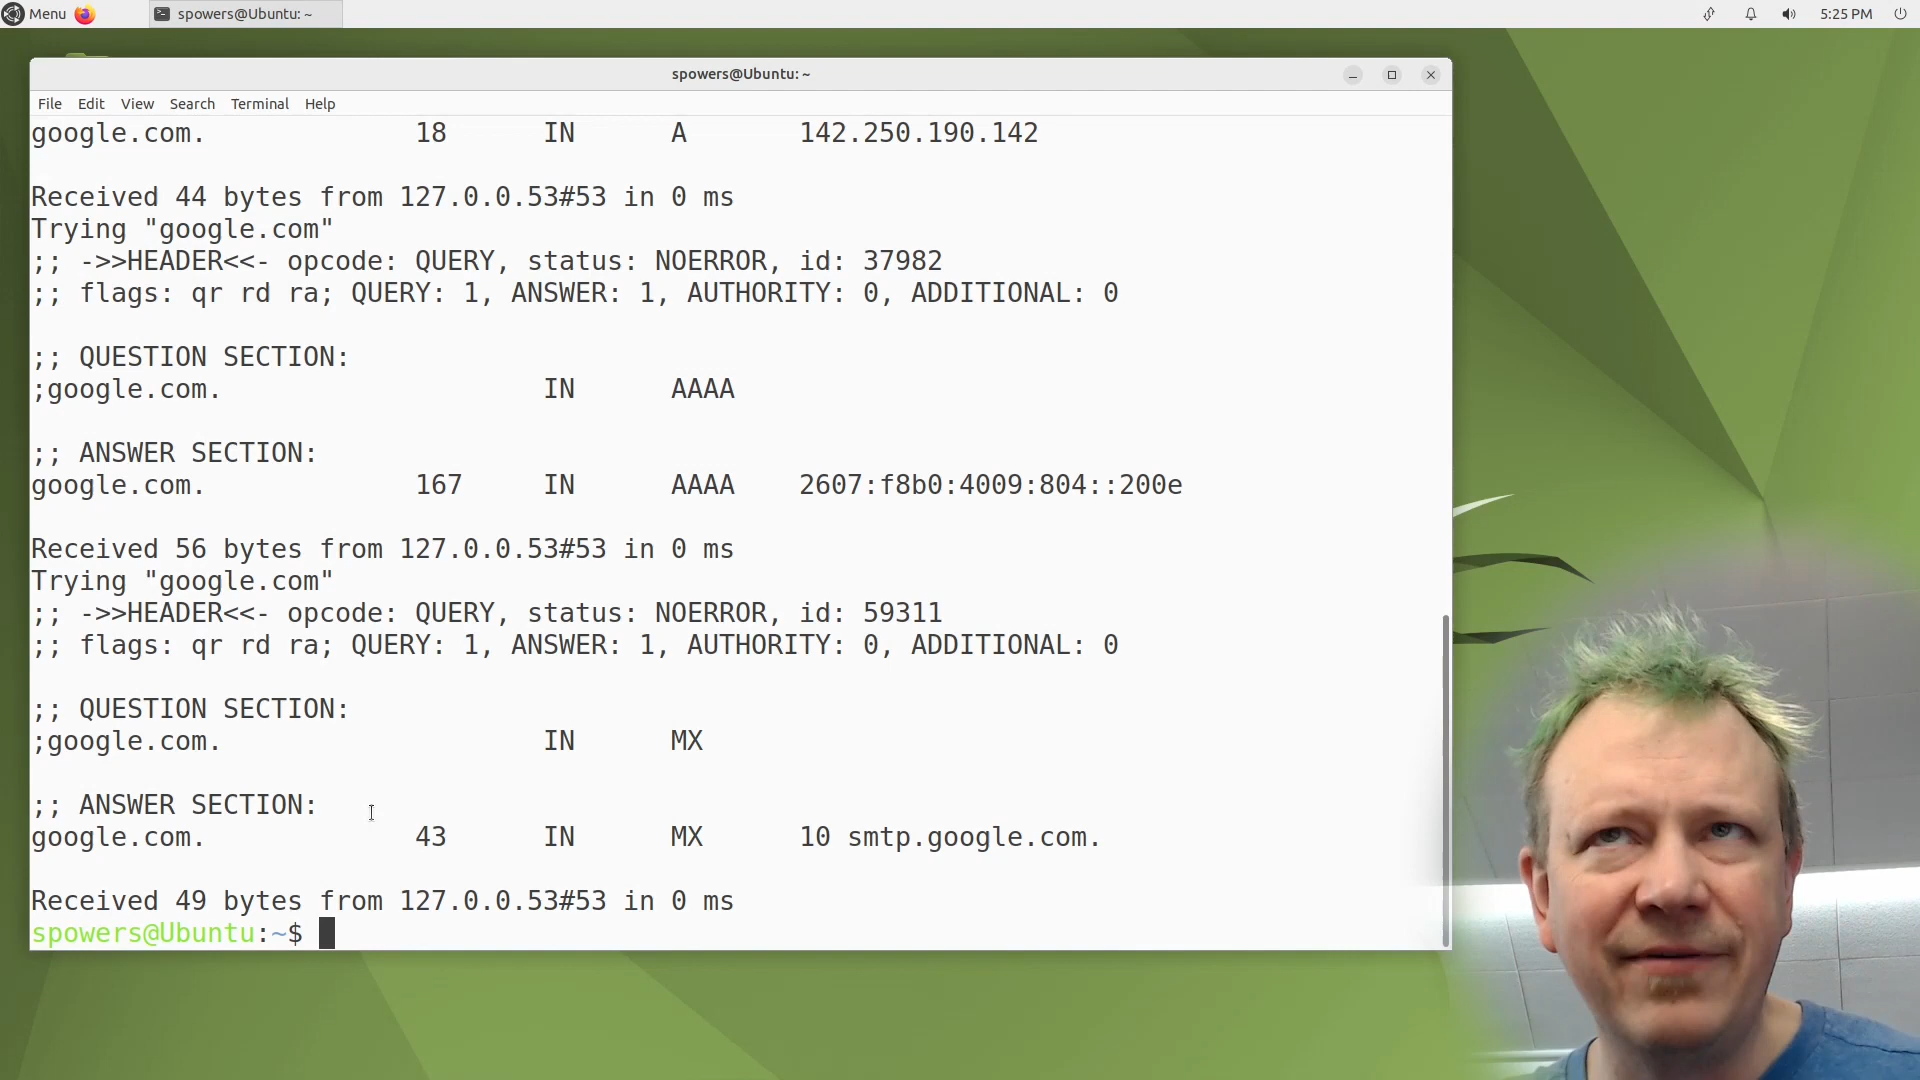 Menu
spowers@Ubuntu: ~
5:25 PM
spowers@Ubuntu: ~
File Edit View Search Terminal Help
google.com. 18 IN A 142.250.190.142
Received 44 bytes from 127.0.0.53#53 in 0 ms
Trying "google.com"
;; ->>HEADER<<- opcode: QUERY, status: NOERROR, id: 37982
;; flags: qr rd ra; QUERY: 1, ANSWER: 1, AUTHORITY: 0, ADDITIONAL: 0
;; QUESTION SECTION:
;google.com. IN AAAA
;; ANSWER SECTION:
google.com. 167 IN AAAA 2607:f8b0:4009:804::200e
Received 56 bytes from 127.0.0.53#53 in 0 ms
Trying "google.com"
;; ->>HEADER<<- opcode: QUERY, status: NOERROR, id: 59311
;; flags: qr rd ra; QUERY: 1, ANSWER: 1, AUTHORITY: 0, ADDITIONAL: 0
;; QUESTION SECTION:
;google.com. IN MX
;; ANSWER SECTION:
google.com. 43 IN MX 10 smtp.google.com.
Received 49 bytes from 127.0.0.53#53 in 0 ms
spowers@Ubuntu:~$